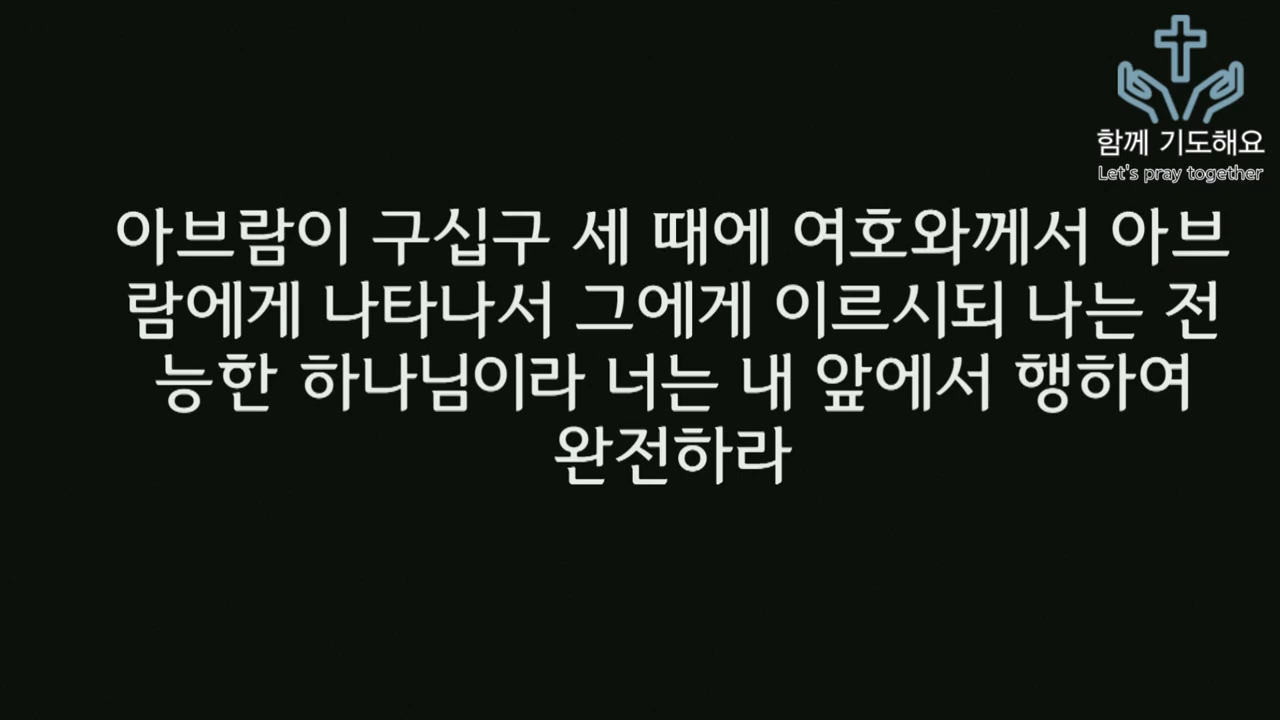 함께 기도해요
Let's pray together
아브람이 구십구 세 때에 여호와께서 아브
람에게 나타나서 그에게 이르시되 나는 전
능한 하나님이라 너는 내 앞에서 행하여
완전하라